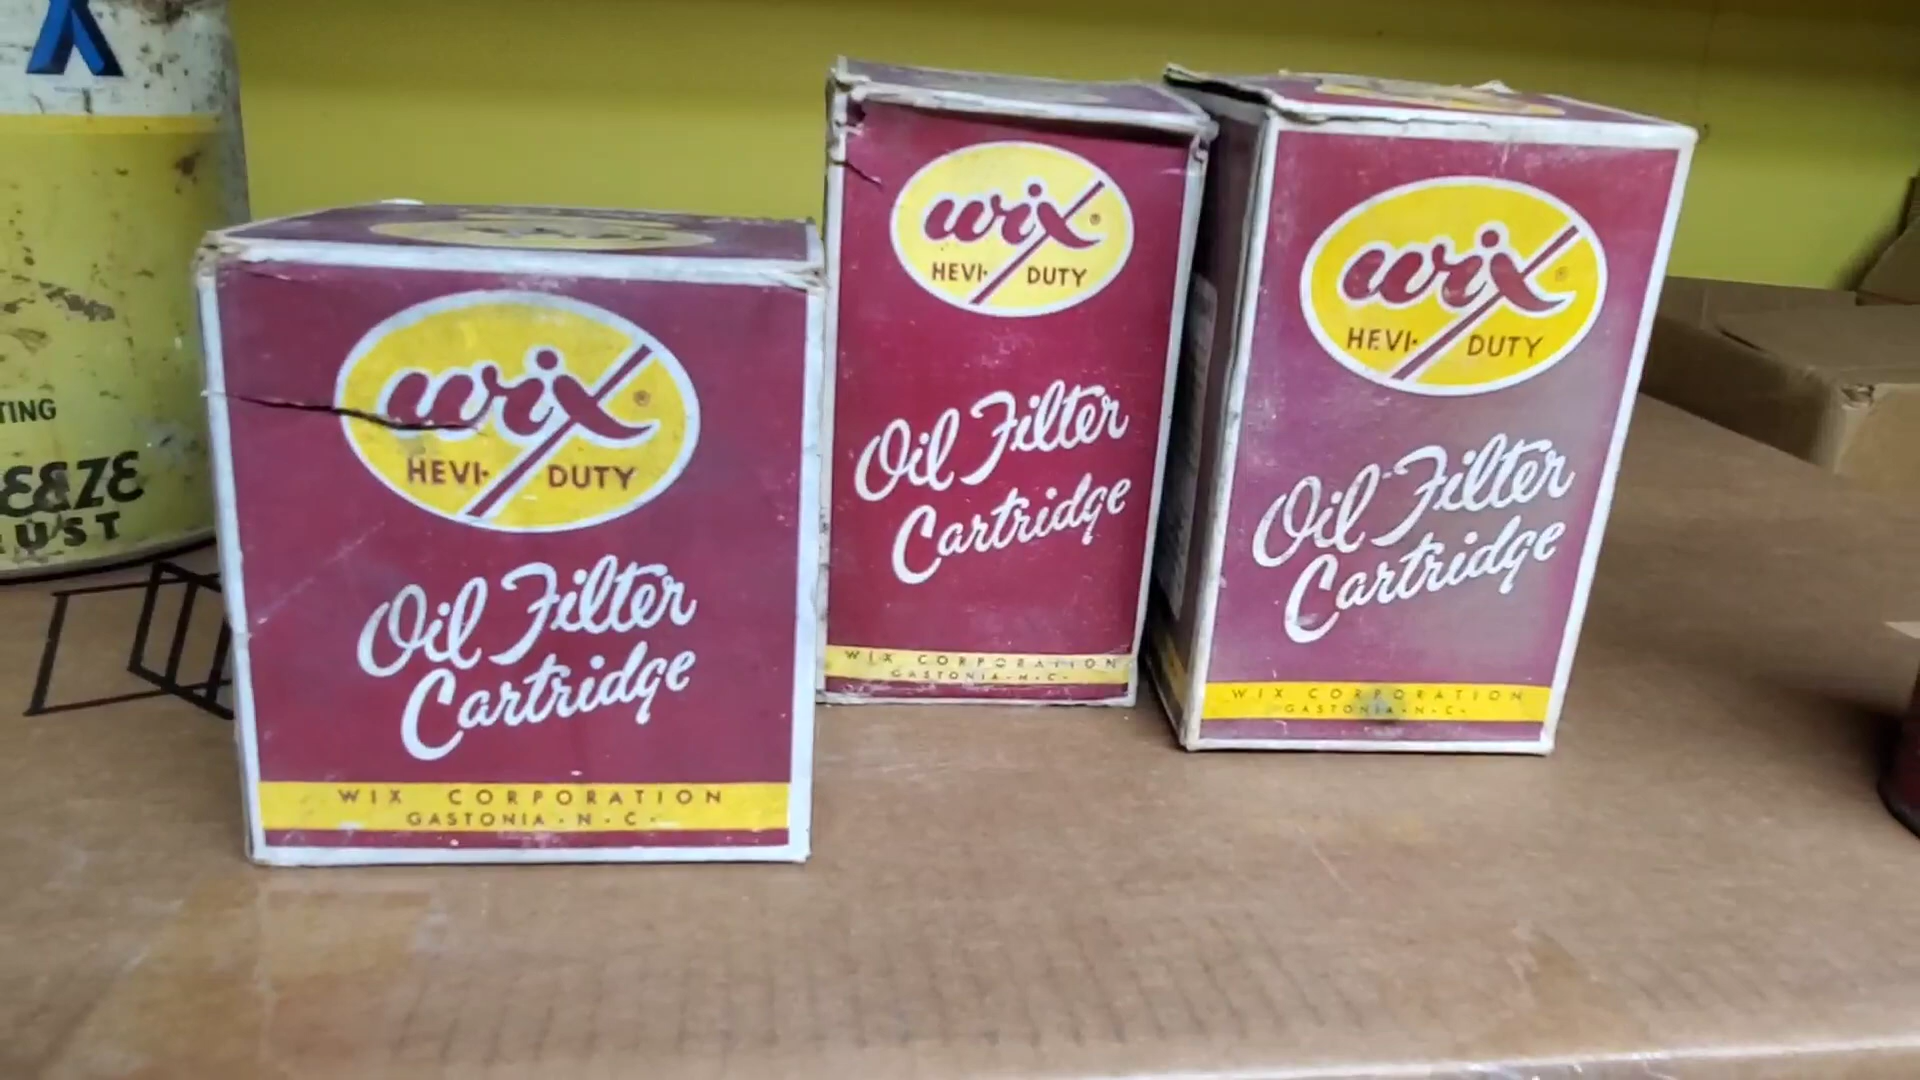 TING
EEZE
UST
wix®
HEVI- DUTY
Oil Filter
Cartridge
WIX CORPORATION
GASTONIA · N · C ·
wix®
HEVI- DUTY
Oil Filter
Cartridge
WIX CORPORATION
GASTONIA · N · C ·
wix®
HEVI- DUTY
Oil Filter
Cartridge
WIX CORPORATION
GASTONIA · N · C ·